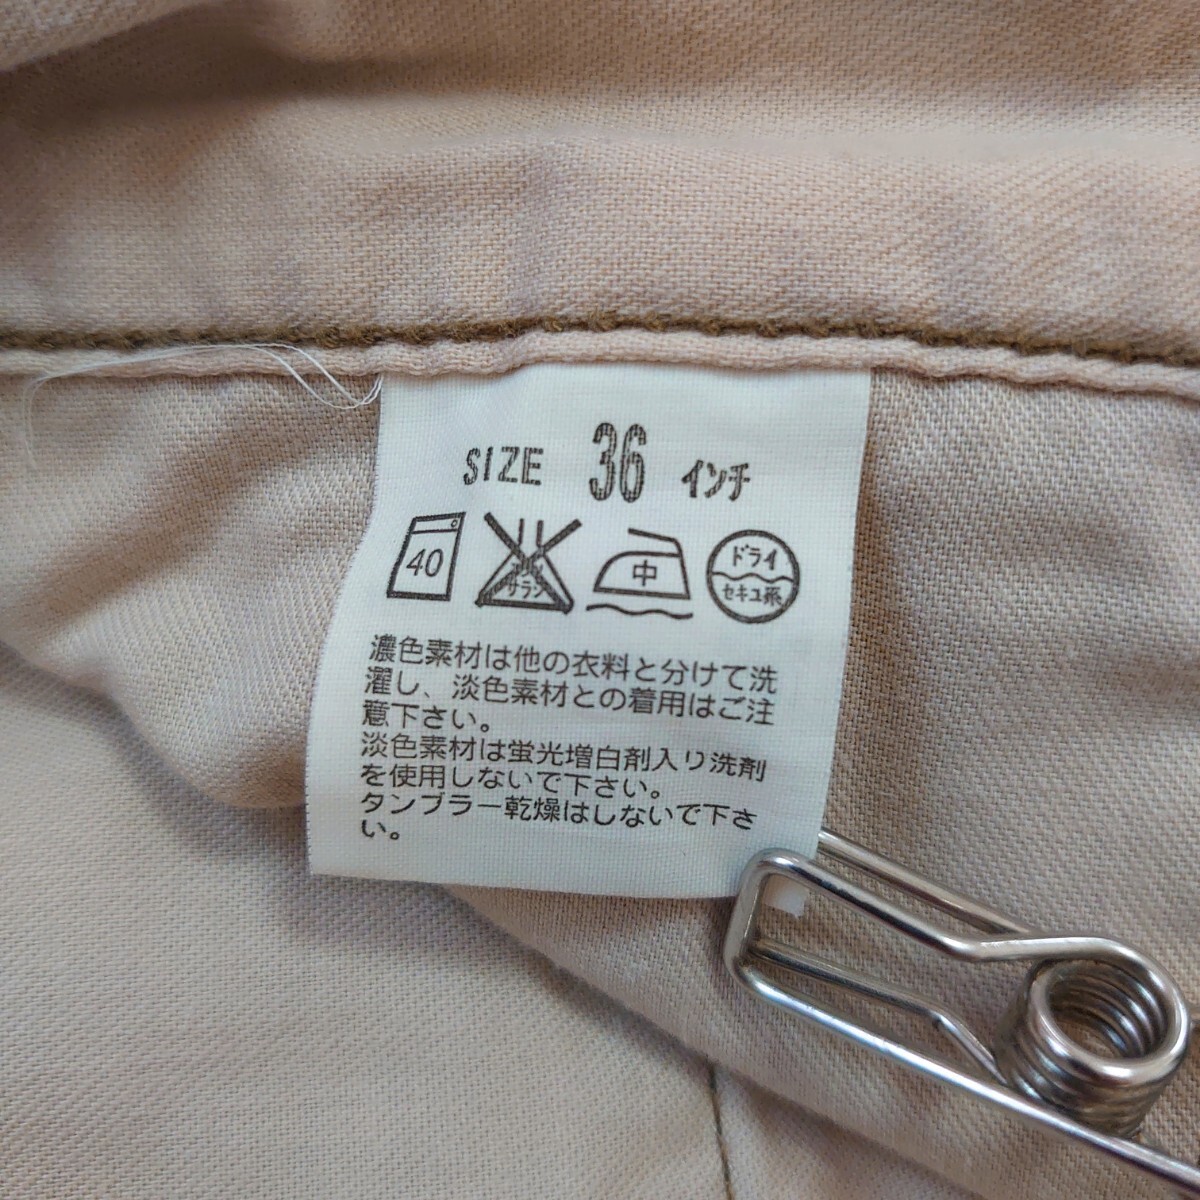 SIZE 36 インチ
40 サラシ 中 ドライ
セキユ系
濃色素材は他の衣料と分けて洗
濯し、淡色素材との着用はご注
意下さい。
淡色素材は蛍光増白剤入り洗剤
を使用しないで下さい。
タンブラー乾燥はしないで下さ
い。